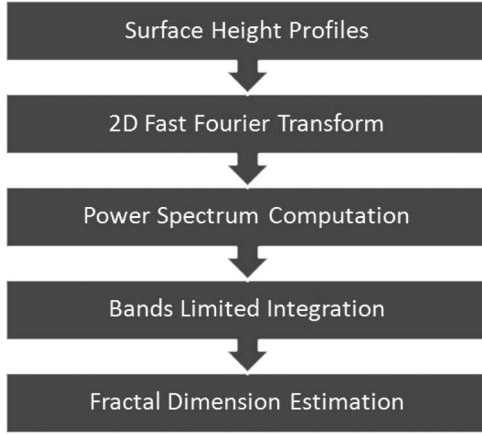 Surface Height Profiles
2D Fast Fourier Transform
Power Spectrum Computation
Bands Limited Integration
Fractal Dimension Estimation